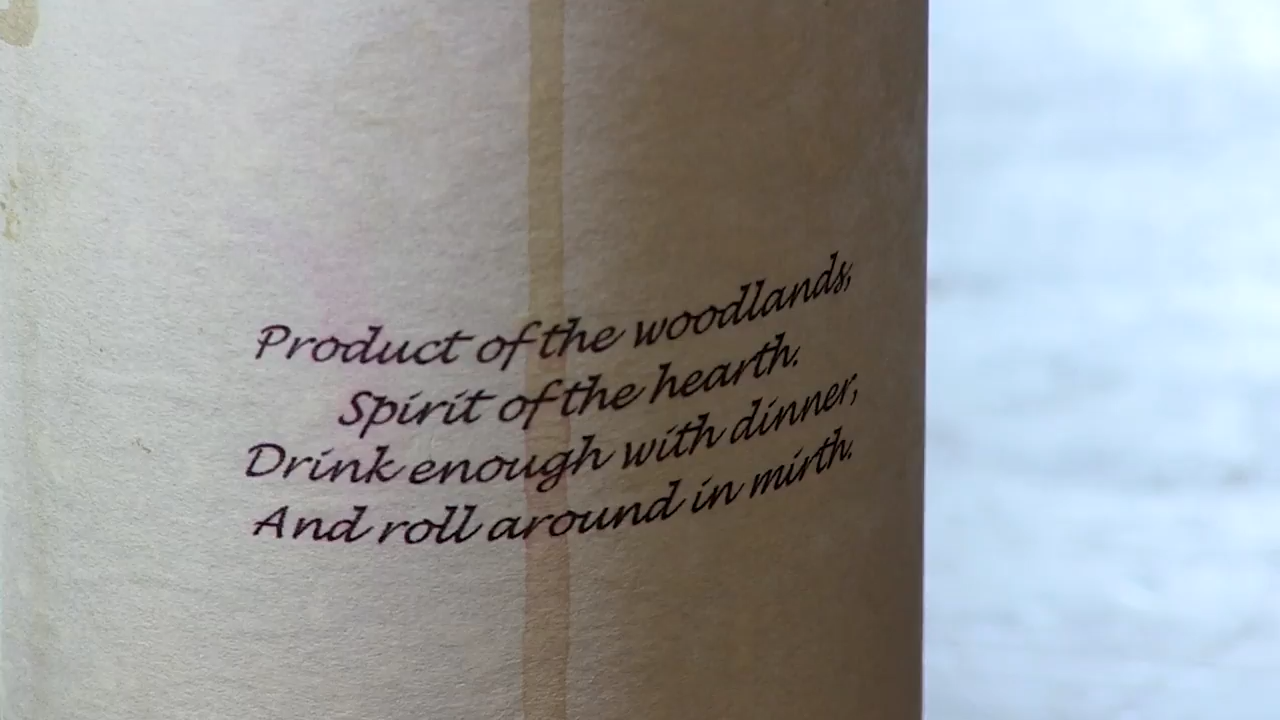 Product of the woodlands,
Spirit of the hearth.
Drink enough with dinner,
And roll around in mirth.